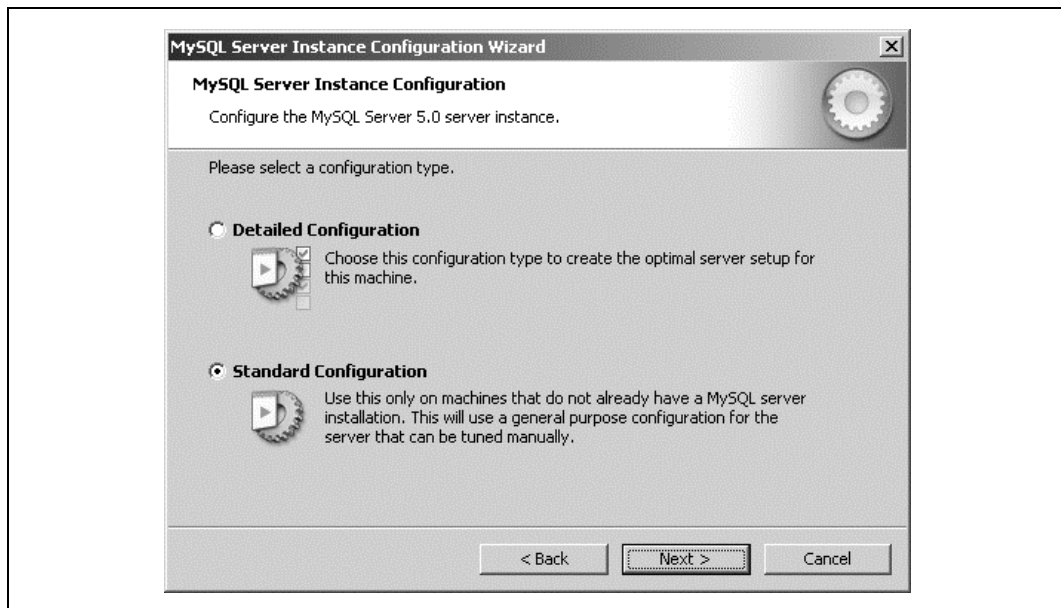 MySQL Server Instance Configuration Wizard
MySQL Server Instance Configuration
Configure the MySQL Server 5.0 server instance.
Please select a configuration type.
Detailed Configuration
Choose this configuration type to create the optimal server setup for
this machine.
Standard Configuration
Use this only on machines that do not already have a MySQL server
installation. This will use a general purpose configuration for the
server that can be tuned manually.
< Back
Next >
Cancel